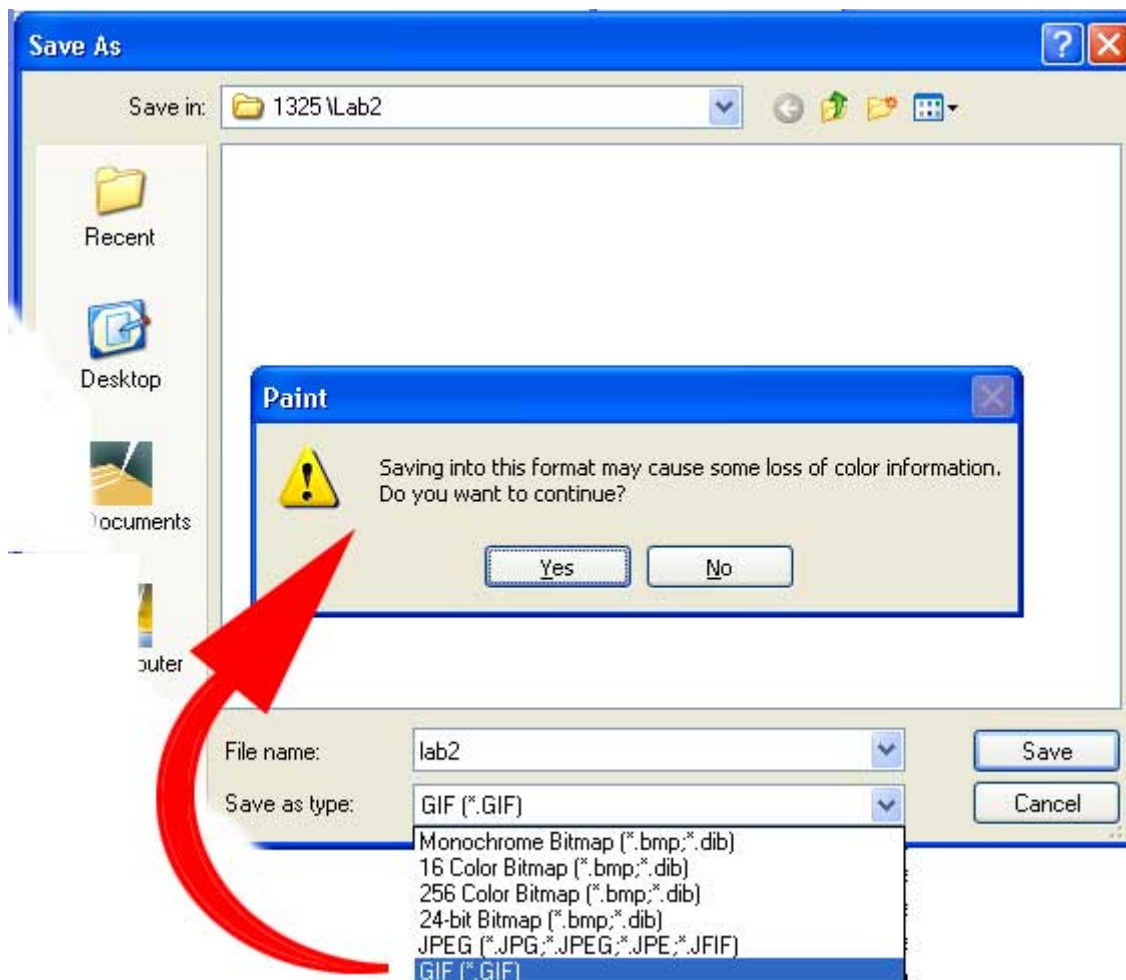 Save As
Save in:
1325\Lab2
Recent
Desktop
Documents
Paint
Saving into this format may cause some loss of color information.
Do you want to continue?
Yes
No
File name:
lab2
Save
Save as type:
GIF (*.GIF)
Cancel
Monochrome Bitmap (*.bmp;*.dib)
16 Color Bitmap (*.bmp;*.dib)
256 Color Bitmap (*.bmp;*.dib)
24-bit Bitmap (*.bmp;*.dib)
JPEG (*.JPG;*.JPEG;*.JPE;*.JFIF)
GIF (*.GIF)